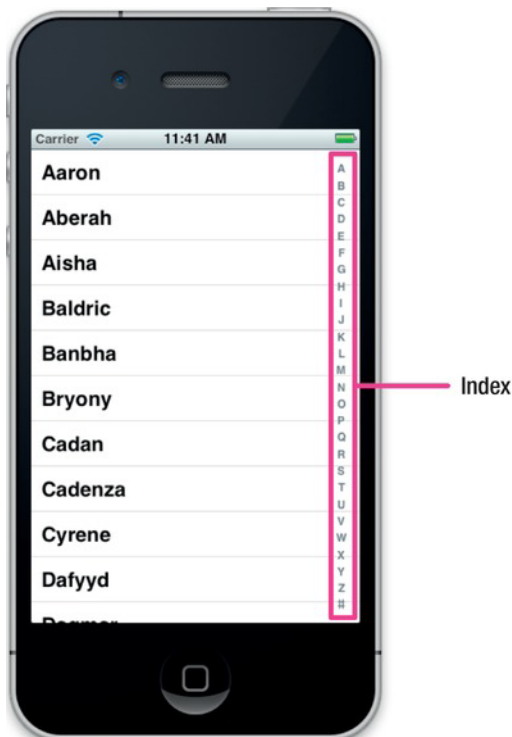 Carrier 11:41 AM
Aaron
Aberah
Aisha
Baldric
Banbha
Bryony
Cadan
Cadenza
Cyrene
Dafyyd
A
B
C
D
E
F
G
H
I
J
K
L
M
N
O
P
Q
R
S
T
U
V
W
X
Y
Z
#
Index